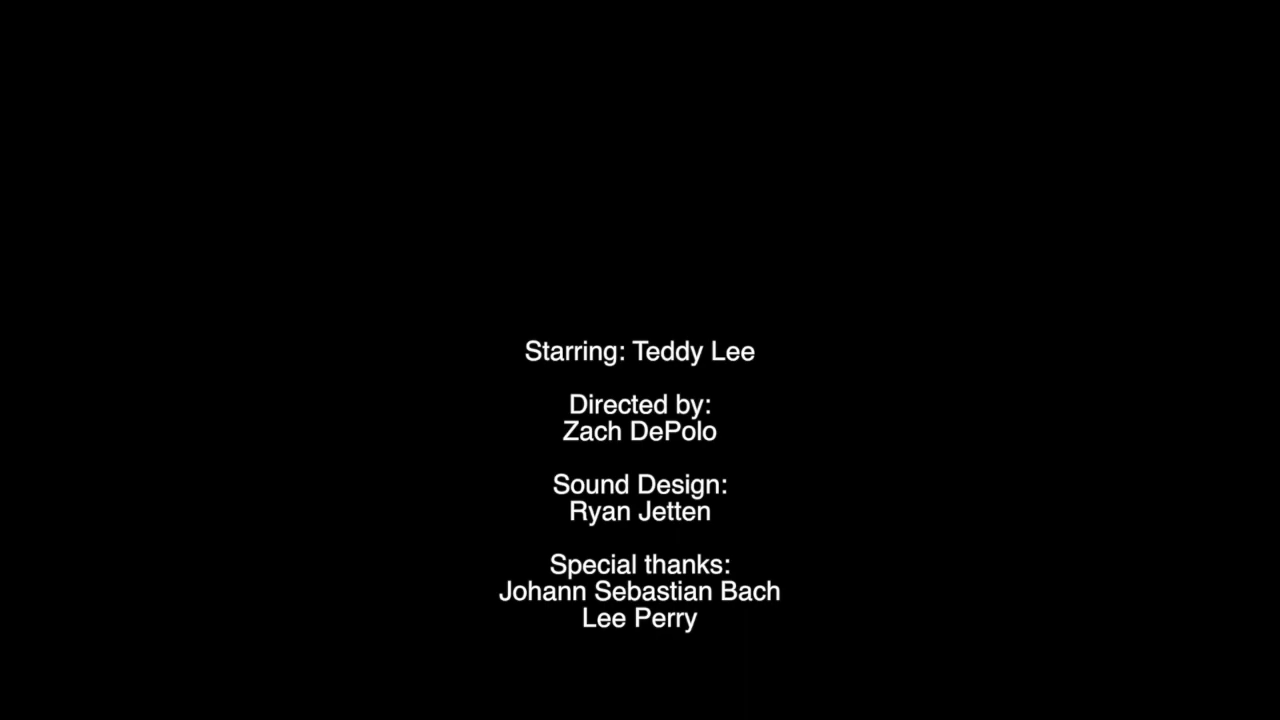 Starring: Teddy Lee
Directed by:
Zach DePolo
Sound Design:
Ryan Jetten
Special thanks:
Johann Sebastian Bach
Lee Perry